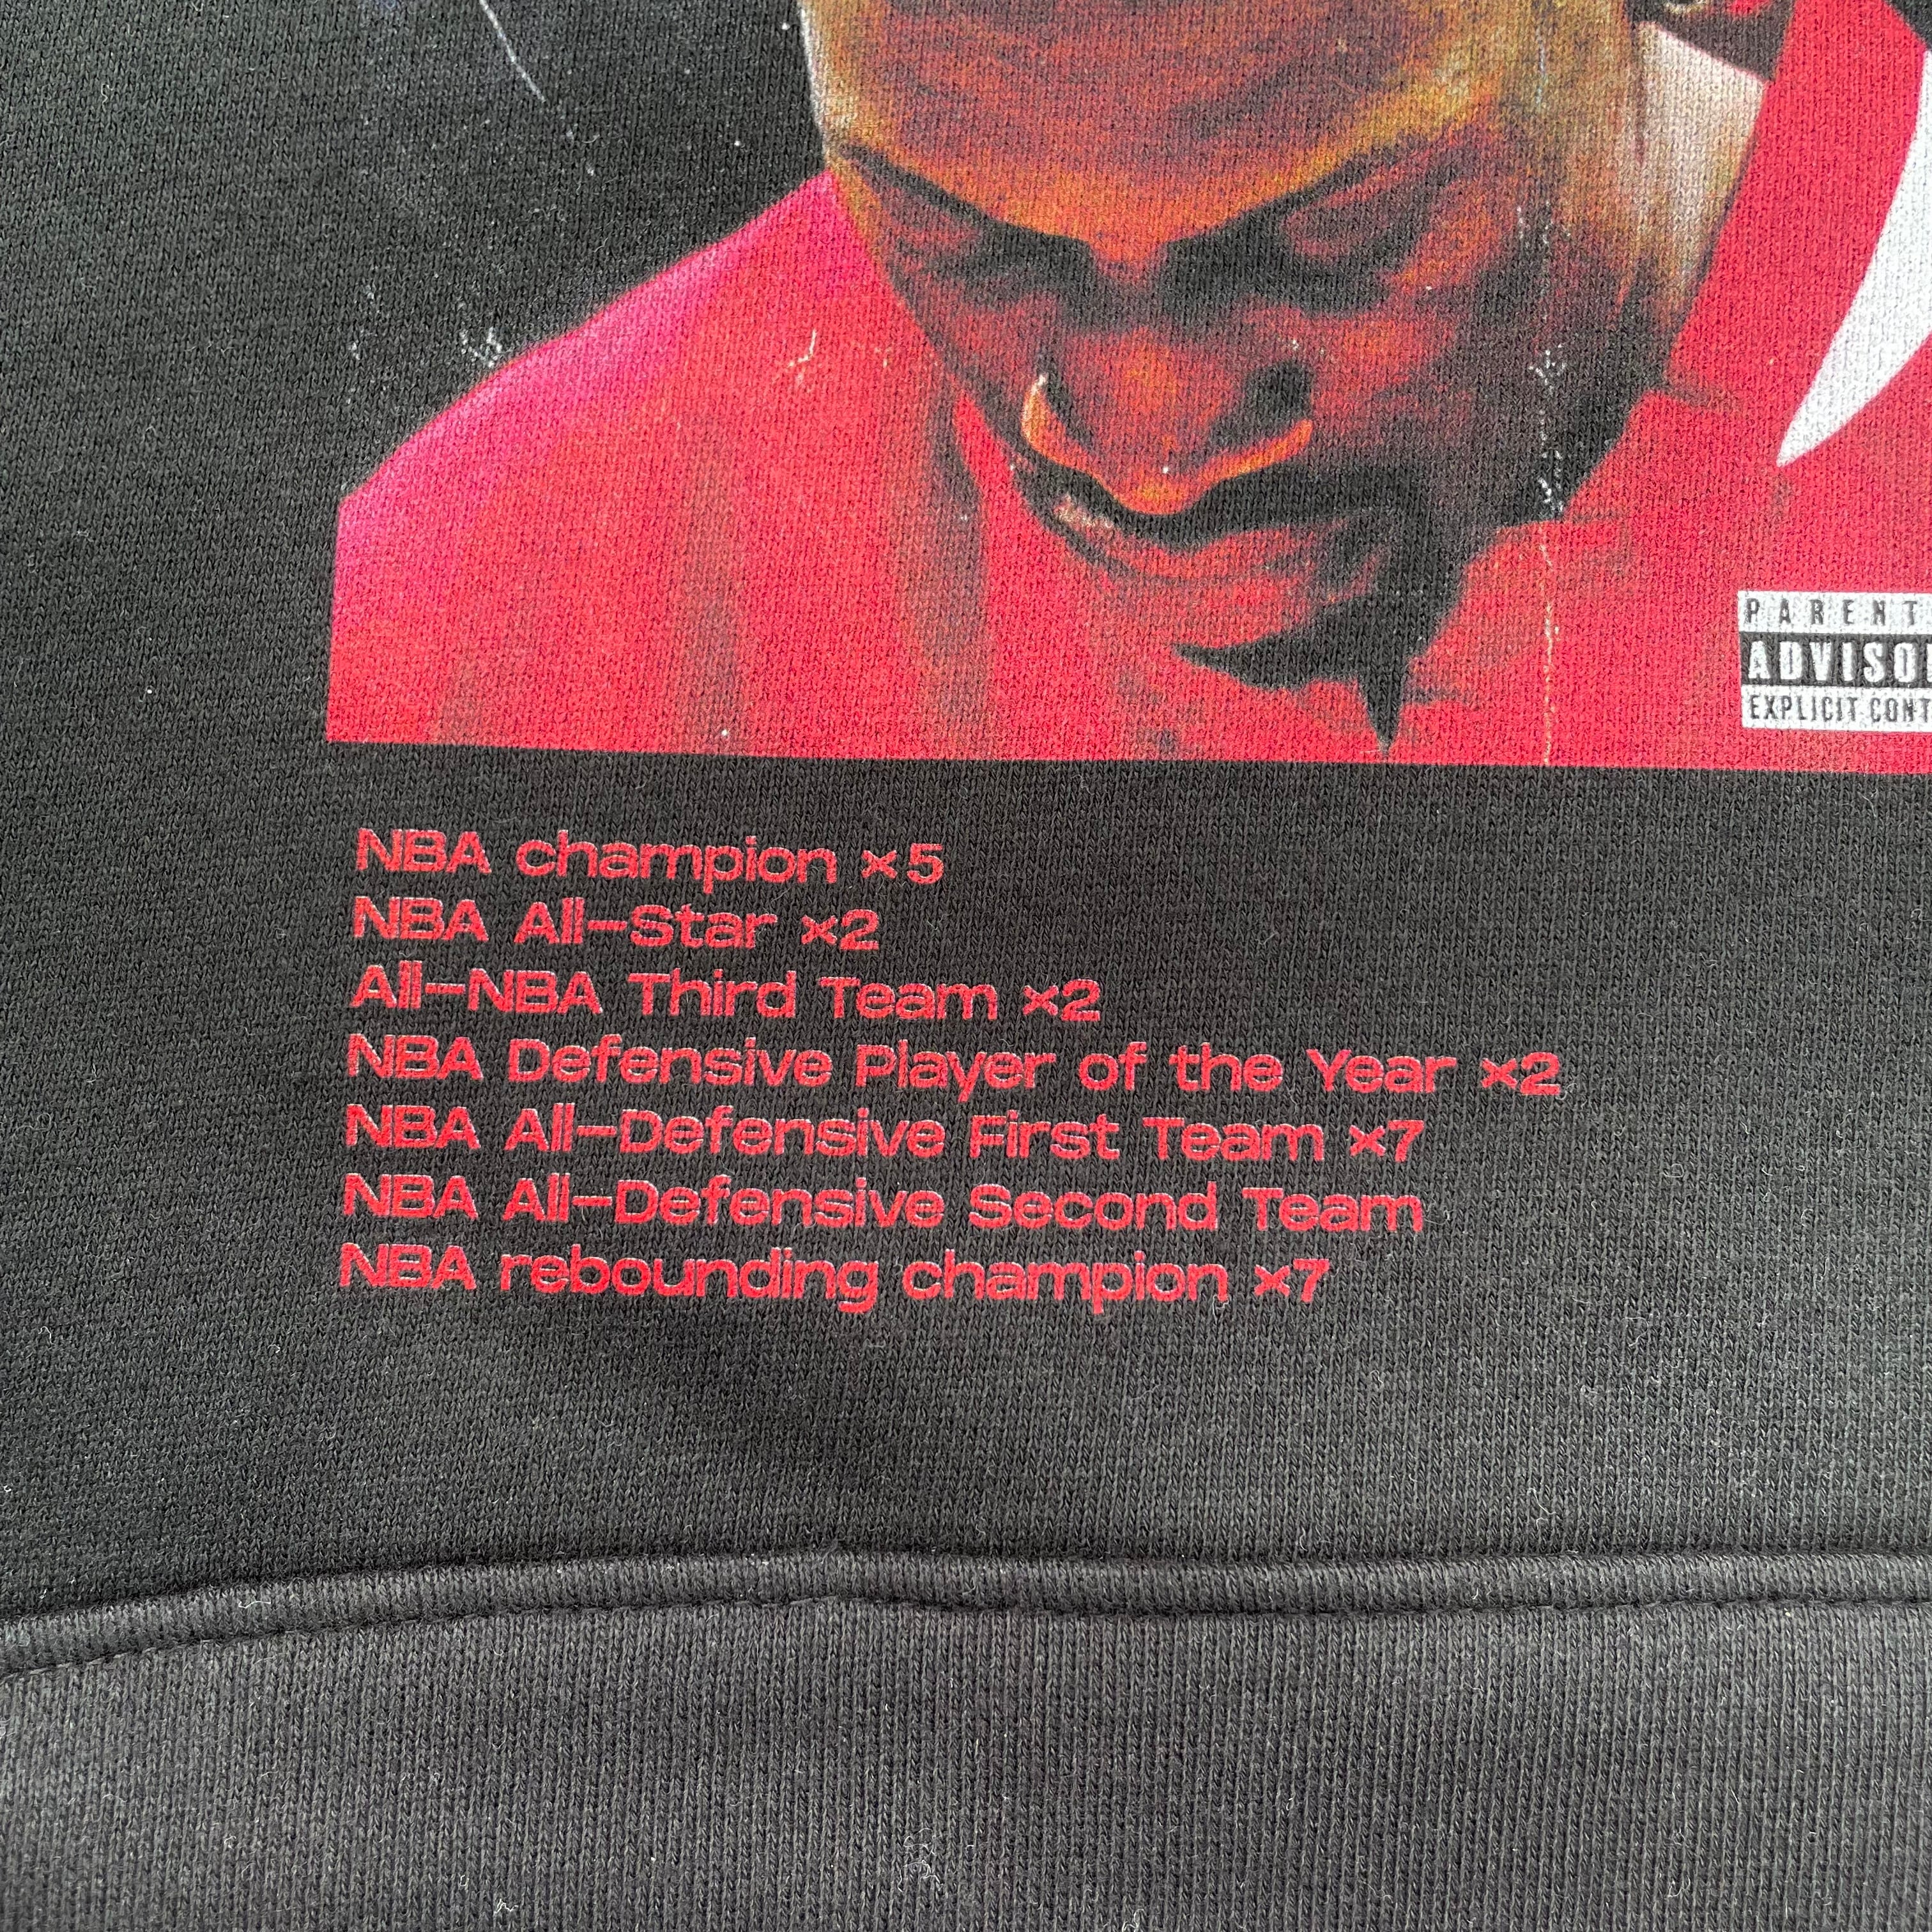 PARENT
ADVISO
EXPLICIT CONT
NBA champion ×5
NBA All-Star ×2
All-NBA Third Team ×2
NBA Defensive Player of the Year ×2
NBA All-Defensive First Team ×7
NBA All-Defensive Second Team
NBA rebounding champion ×7